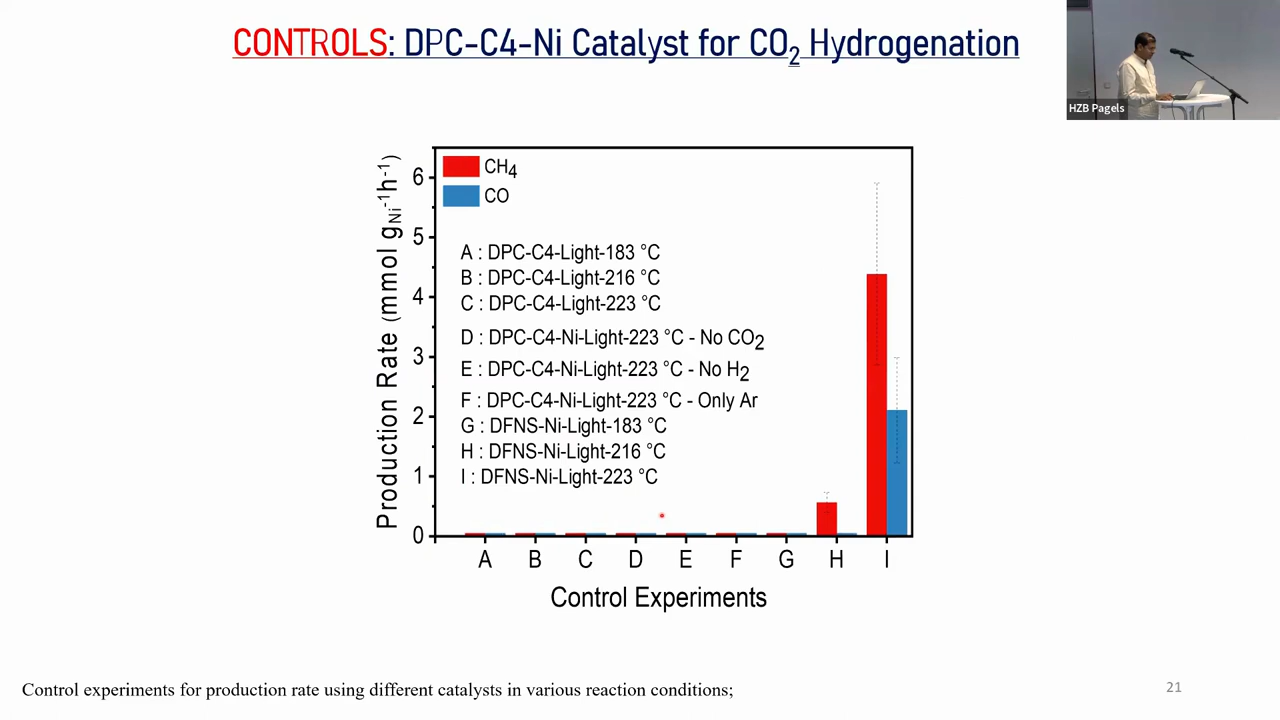 CONTROLS: DPC-C4-Ni Catalyst for CO2 Hydrogenation
HZB Pagels
CH4
CO
Production Rate (mmol gNi-1h-1)
6
5
4
3
2
1
0
A : DPC-C4-Light-183 °C
B : DPC-C4-Light-216 °C
C : DPC-C4-Light-223 °C
D : DPC-C4-Ni-Light-223 °C - No CO2
E : DPC-C4-Ni-Light-223 °C - No H2
F : DPC-C4-Ni-Light-223 °C - Only Ar
G : DFNS-Ni-Light-183 °C
H : DFNS-Ni-Light-216 °C
I : DFNS-Ni-Light-223 °C
A B C D E F G H I
Control Experiments
Control experiments for production rate using different catalysts in various reaction conditions;
21